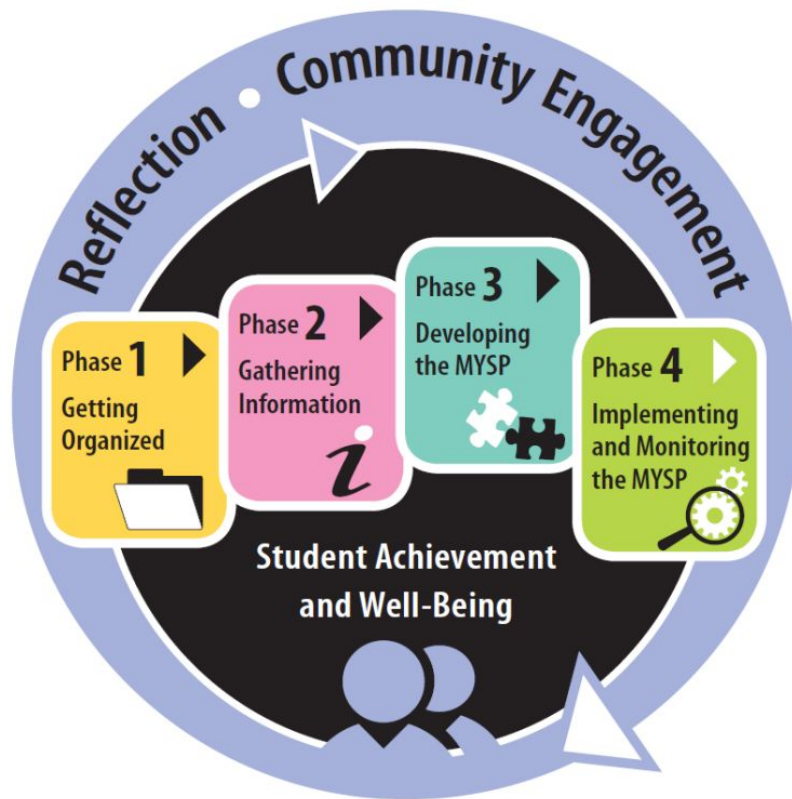 Reflection • Community Engagement
Phase 1
Getting
Organized
Phase 2
Gathering
Information
i
Phase 3
Developing
the MYSP
Phase 4
Implementing
and Monitoring
the MYSP
Student Achievement
and Well-Being